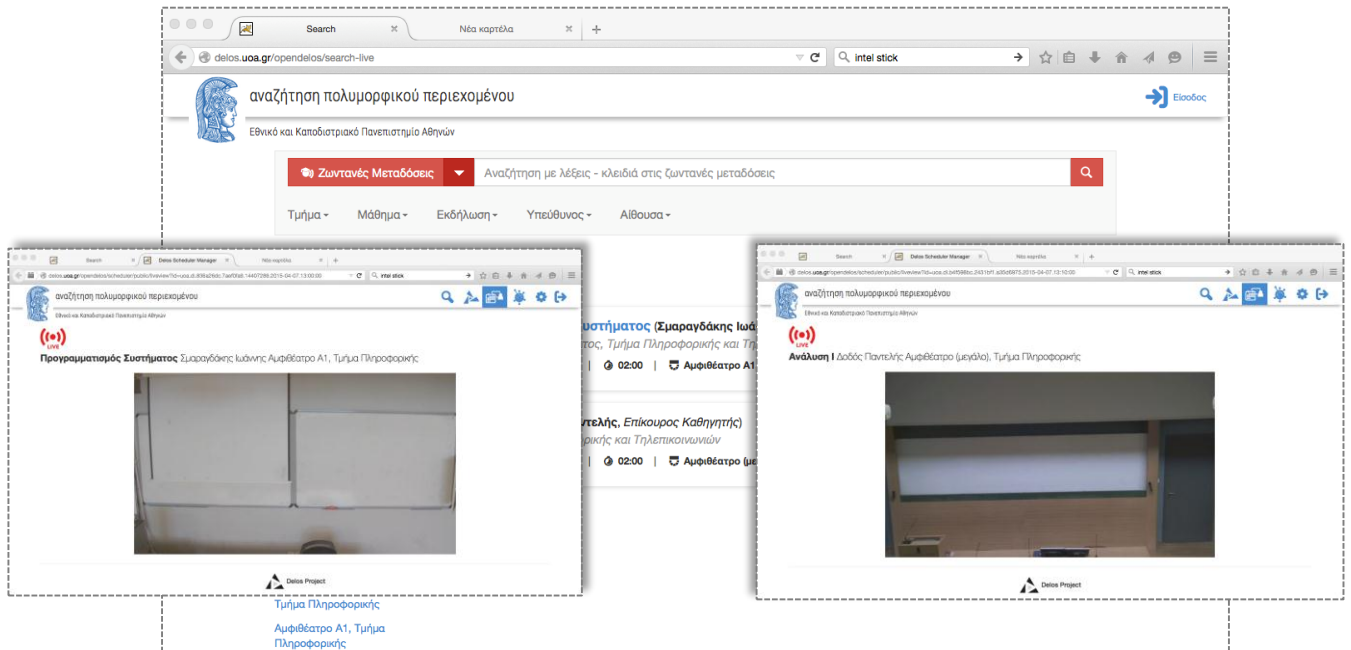 Search
Νέα καρτέλα
delos.uoa.gr/opendelos/search-live
intel stick
αναζήτηση πολυμορφικού περιεχομένου
Είσοδος
Εθνικό και Καποδιστριακό Πανεπιστήμιο Αθηνών
Ζωντανές Μεταδόσεις
Αναζήτηση με λέξεις - κλειδιά στις ζωντανές μεταδόσεις
Τμήμα
Μάθημα
Εκδήλωση
Υπεύθυνος
Αίθουσα
Search
Delos Scheduler Manager
Νέα καρτέλα
intel stick
αναζήτηση πολυμορφικού περιεχομένου
Εθνικό και Καποδιστριακό Πανεπιστήμιο Αθηνών
LIVE
Προγραμματισμός Συστήματος Σμαραγδάκης Ιωάννης Αμφιθέατρο Α1, Τμήμα Πληροφορικής
Delos Project
Συστήματος (Σμαραγδάκης Ιωά
τος, Τμήμα Πληροφορικής και Τη
| 02:00 | Αμφιθέατρο Α1
ντελής, Επίκουρος Καθηγητής)
ρικής και Τηλεπικοινωνιών
| 02:00 | Αμφιθέατρο (με
Search
Delos Scheduler Manager
Νέα καρτέλα
intel stick
αναζήτηση πολυμορφικού περιεχομένου
Εθνικό και Καποδιστριακό Πανεπιστήμιο Αθηνών
LIVE
Ανάλυση Ι Δοδός Παντελής Αμφιθέατρο (μεγάλο), Τμήμα Πληροφορικής
Delos Project
Τμήμα Πληροφορικής
Αμφιθέατρο Α1, Τμήμα
Πληροφορικής